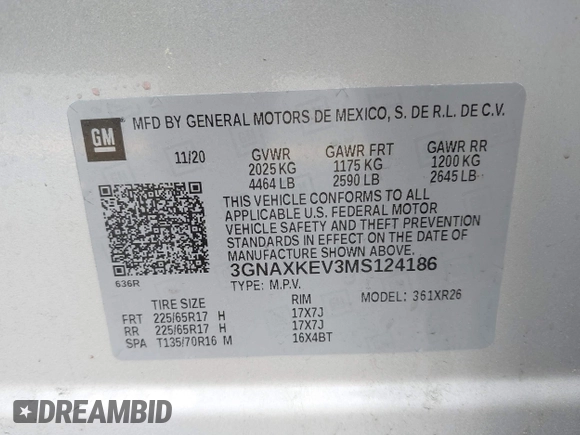 GM
MFD BY GENERAL MOTORS DE MEXICO, S. DE R.L. DE C.V.
11/20 GVWR GAWR FRT GAWR RR
2025 KG 1175 KG 1200 KG
4464 LB 2590 LB 2645 LB
THIS VEHICLE CONFORMS TO ALL
APPLICABLE U.S. FEDERAL MOTOR
VEHICLE SAFETY AND THEFT PREVENTION
STANDARDS IN EFFECT ON THE DATE OF
MANUFACTURE SHOWN ABOVE.
636R
3GNAXKEV3MS124186
TYPE: M.P.V. MODEL: 361XR26
TIRE SIZE RIM
FRT 225/65R17 H 17X7J
RR 225/65R17 H 17X7J
SPA T135/70R16 M 16X4BT
DREAMBID